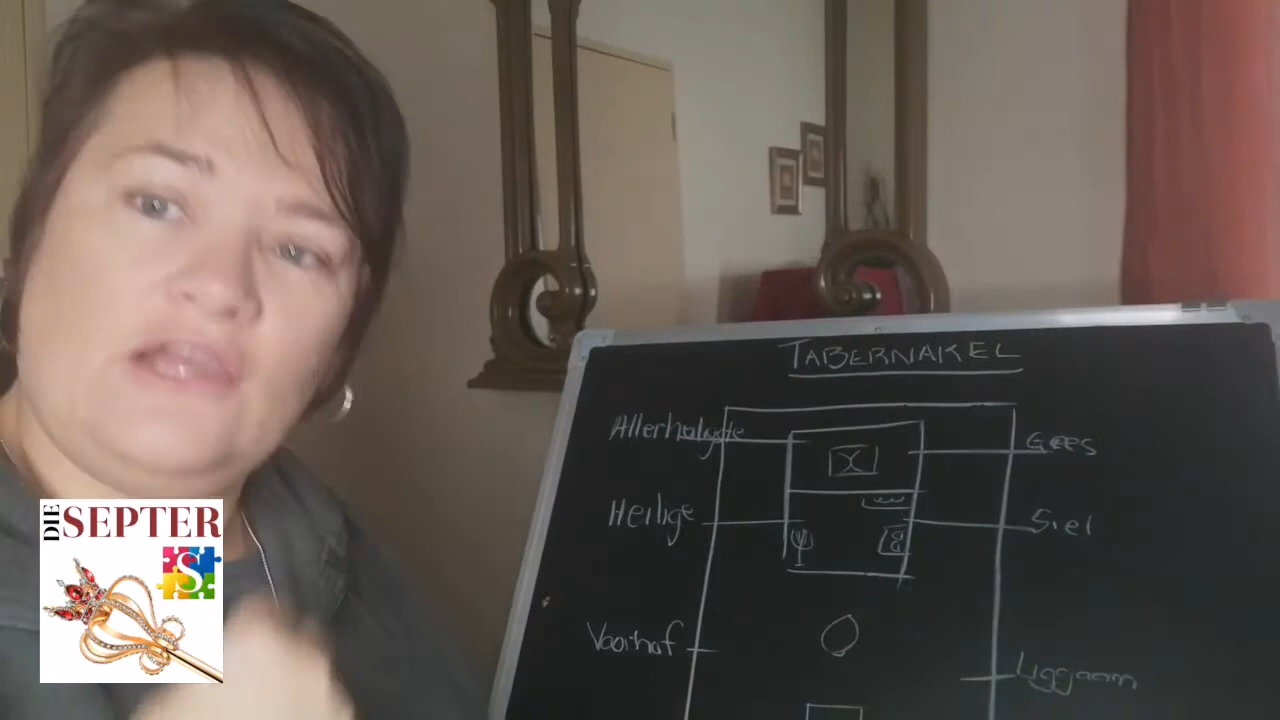 TABERNAKEL
Allerheiligste
Gees
Heilige
Siel
Voorhof
Liggaam
DIE SEPTER
S